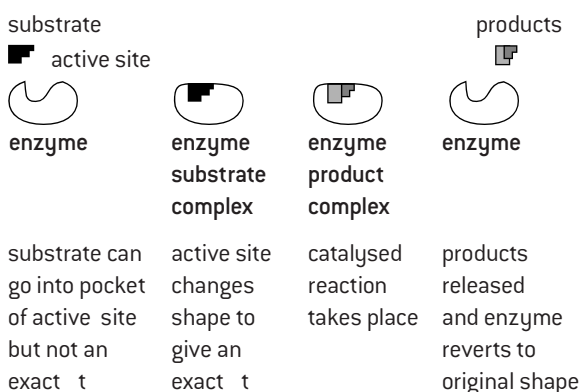 substrate
products
active site
enzyme
enzyme
substrate
complex
enzyme
product
complex
enzyme
substrate can
go into pocket
of active site
but not an
exact t
active site
changes
shape to
give an
exact t
catalysed
reaction
takes place
products
released
and enzyme
reverts to
original shape